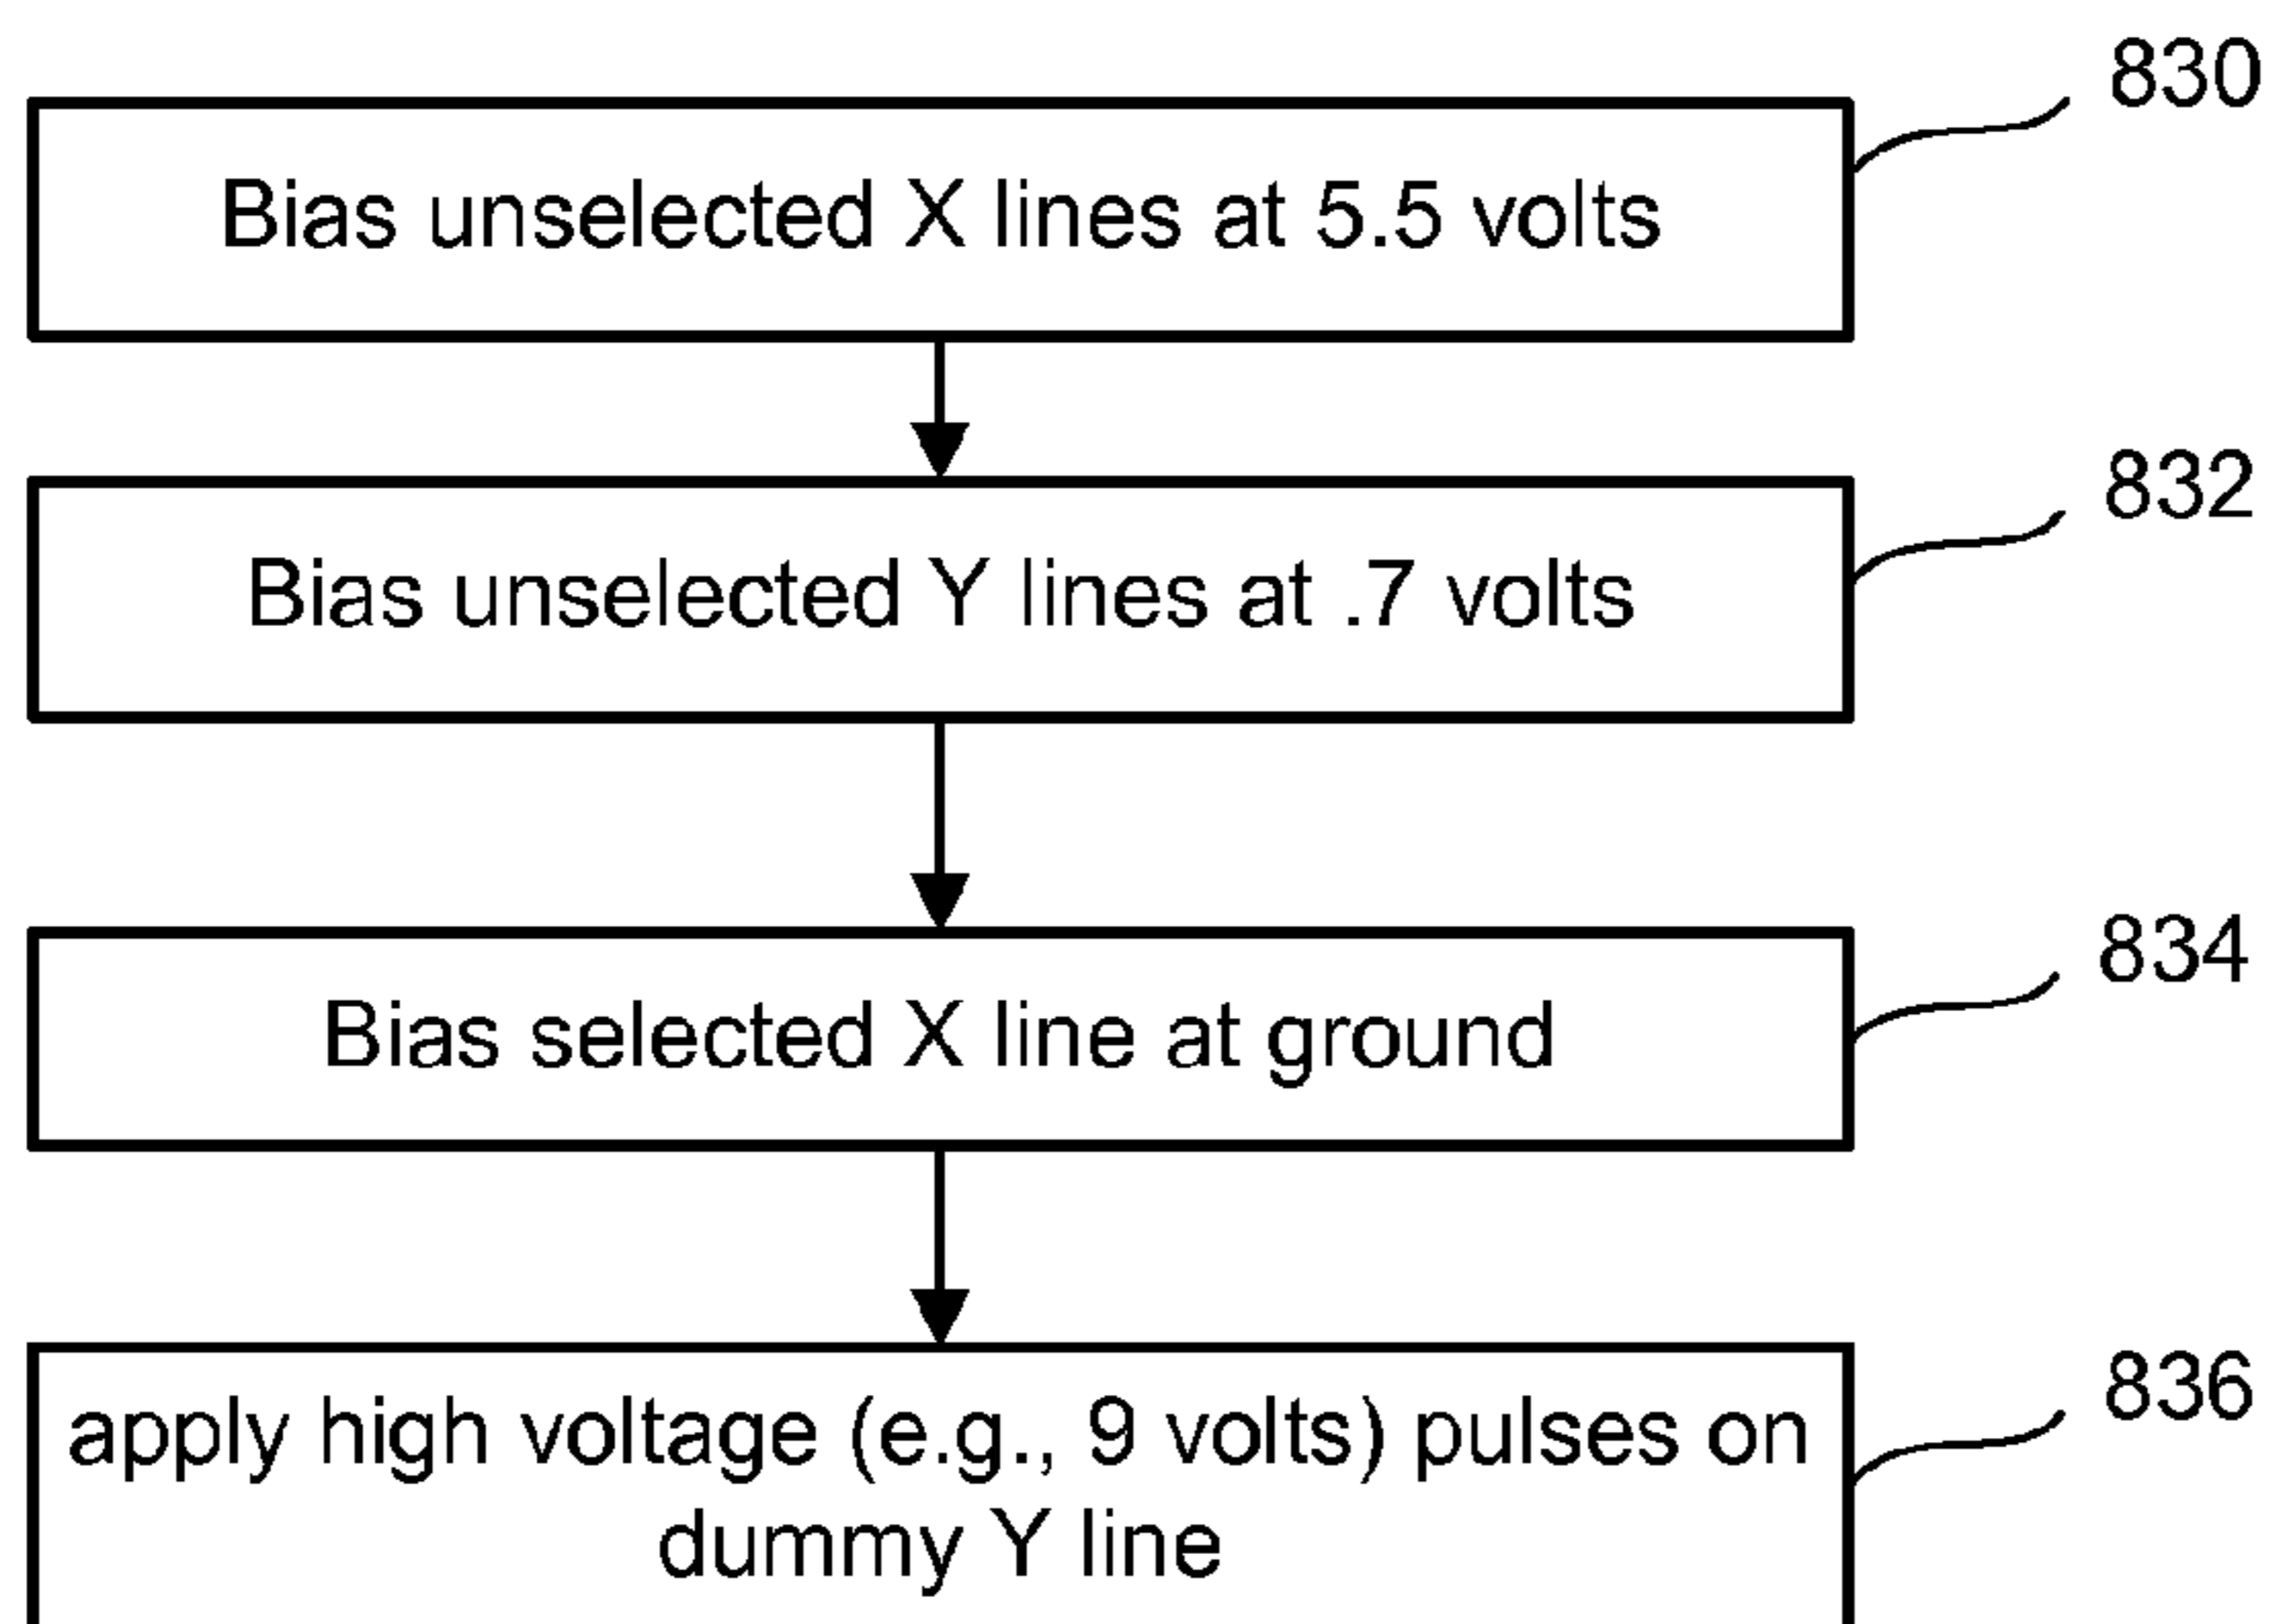 830
Bias unselected X lines at 5.5 volts
832
Bias unselected Y lines at .7 volts
834
Bias selected X line at ground
836
apply high voltage (e.g., 9 volts) pulses on
dummy Y line